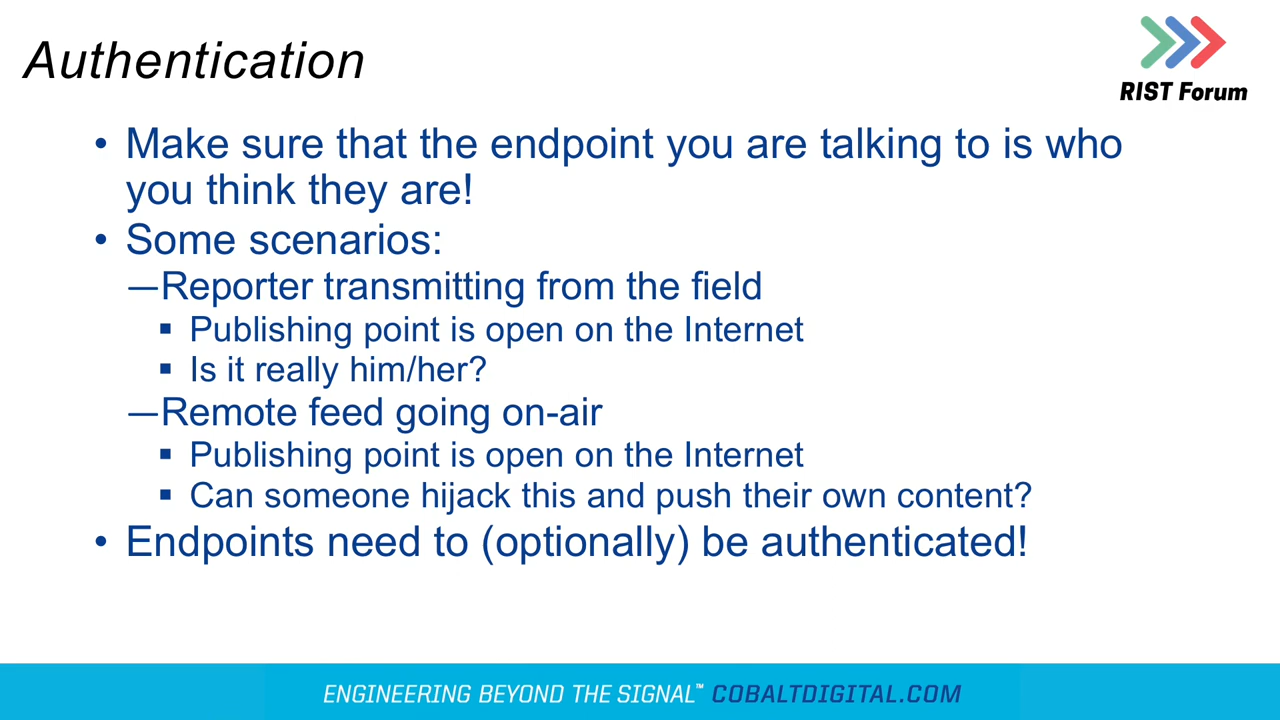 Authentication
RIST Forum
• Make sure that the endpoint you are talking to is who
you think they are!
• Some scenarios:
—Reporter transmitting from the field
▪ Publishing point is open on the Internet
▪ Is it really him/her?
—Remote feed going on-air
▪ Publishing point is open on the Internet
▪ Can someone hijack this and push their own content?
• Endpoints need to (optionally) be authenticated!
ENGINEERING BEYOND THE SIGNAL™ COBALTDIGITAL.COM